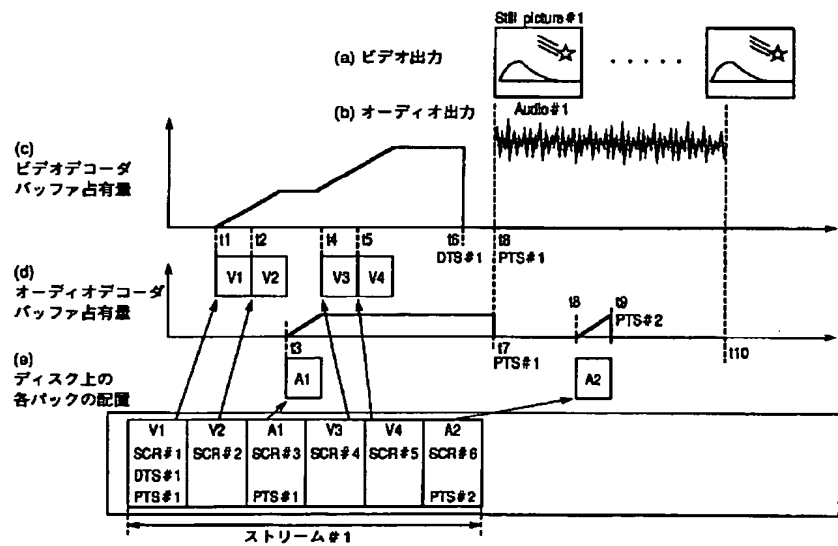 Still picture#1
(a) ビデオ出力
(b) オーディオ出力
Audio#1
(c)
ビデオデコーダ
バッファ占有量
t1 t2 t4 t5 t6 t8
DTS#1 PTS#1
(d)
オーディオデコーダ
バッファ占有量
V1 V2 V3 V4
t8 t9
PTS#2
t3 t7 t10
PTS#1
(e)
ディスク上の
各パックの配置
A1 A2
V1 V2 A1 V3 V4 A2
SCR#1 SCR#2 SCR#3 SCR#4 SCR#5 SCR#6
DTS#1
PTS#1 PTS#1 PTS#2
ストリーム#1